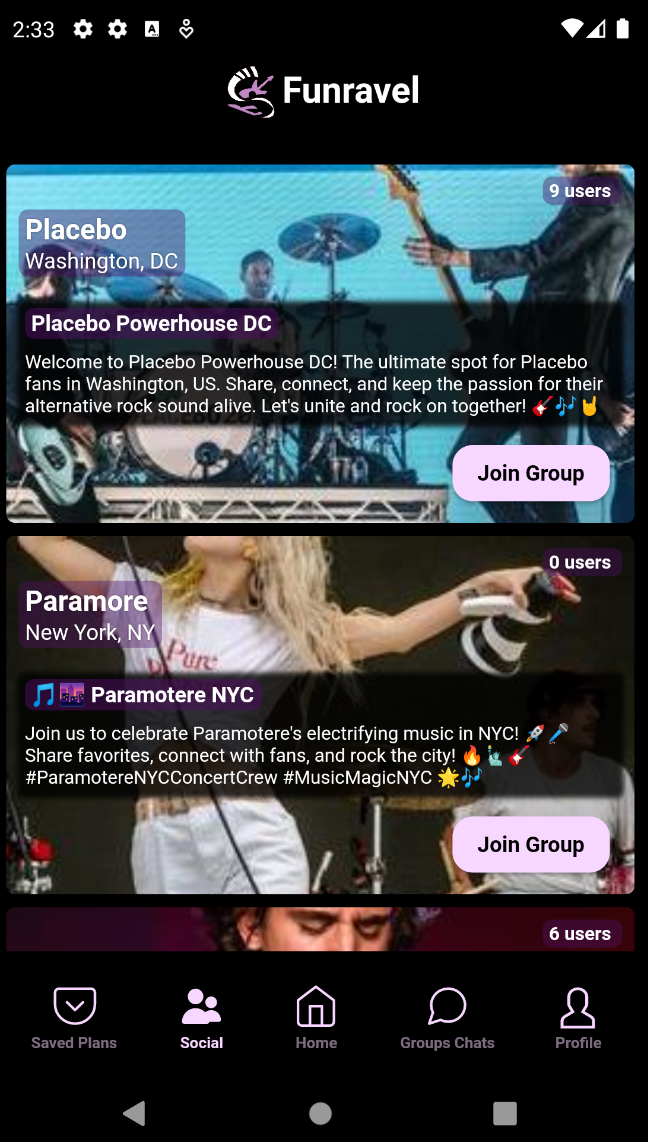 2:33
Funravel
9 users
Placebo
Washington, DC
Placebo Powerhouse DC
Welcome to Placebo Powerhouse DC! The ultimate spot for Placebo
fans in Washington, US. Share, connect, and keep the passion for their
alternative rock sound alive. Let's unite and rock on together! 🎸🎶🤘
Join Group
0 users
Paramore
New York, NY
Pure
🎵🌆 Paramotere NYC
Join us to celebrate Paramotere's electrifying music in NYC! 🚀🎤
Share favorites, connect with fans, and rock the city! 🔥🗽🎸
#ParamotereNYCConcertCrew #MusicMagicNYC 🌟🎶
Join Group
6 users
Saved Plans
Social
Home
Groups Chats
Profile